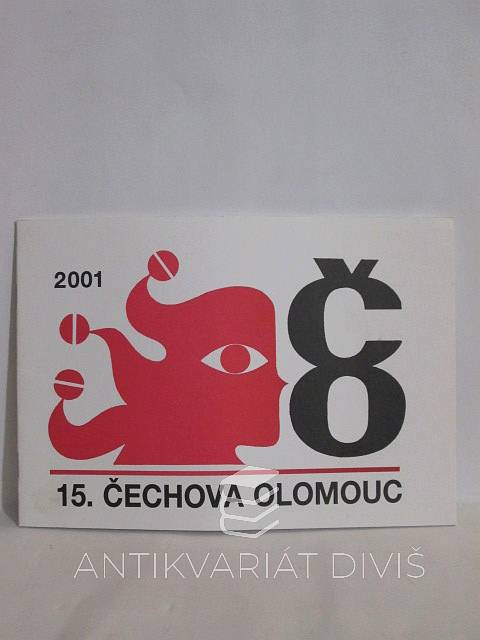 2001
Č
O
15. ČECHOVA OLOMOUC
ANTIKVARIÁT DIVIŠ